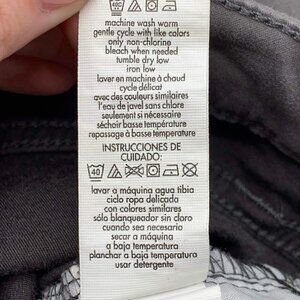 machine wash warm
gentle cycle with like colors
only non-chlorine
bleach when needed
tumble dry low
iron low
laver en machine à chaud
cycle délicat
avec des couleurs similaires
l'eau de javel sans chlore
seulement si nécessaire
séchoir basse température
repassage à basse température
INSTRUCCIONES DE
CUIDADO:
40
lavar a máquina agua tibia
ciclo ropa delicada
con colores similares
sólo blanqueador sin cloro
cuando sea necesario
secar a máquina
a baja temperatura
planchar a baja temperatura
usar detergente